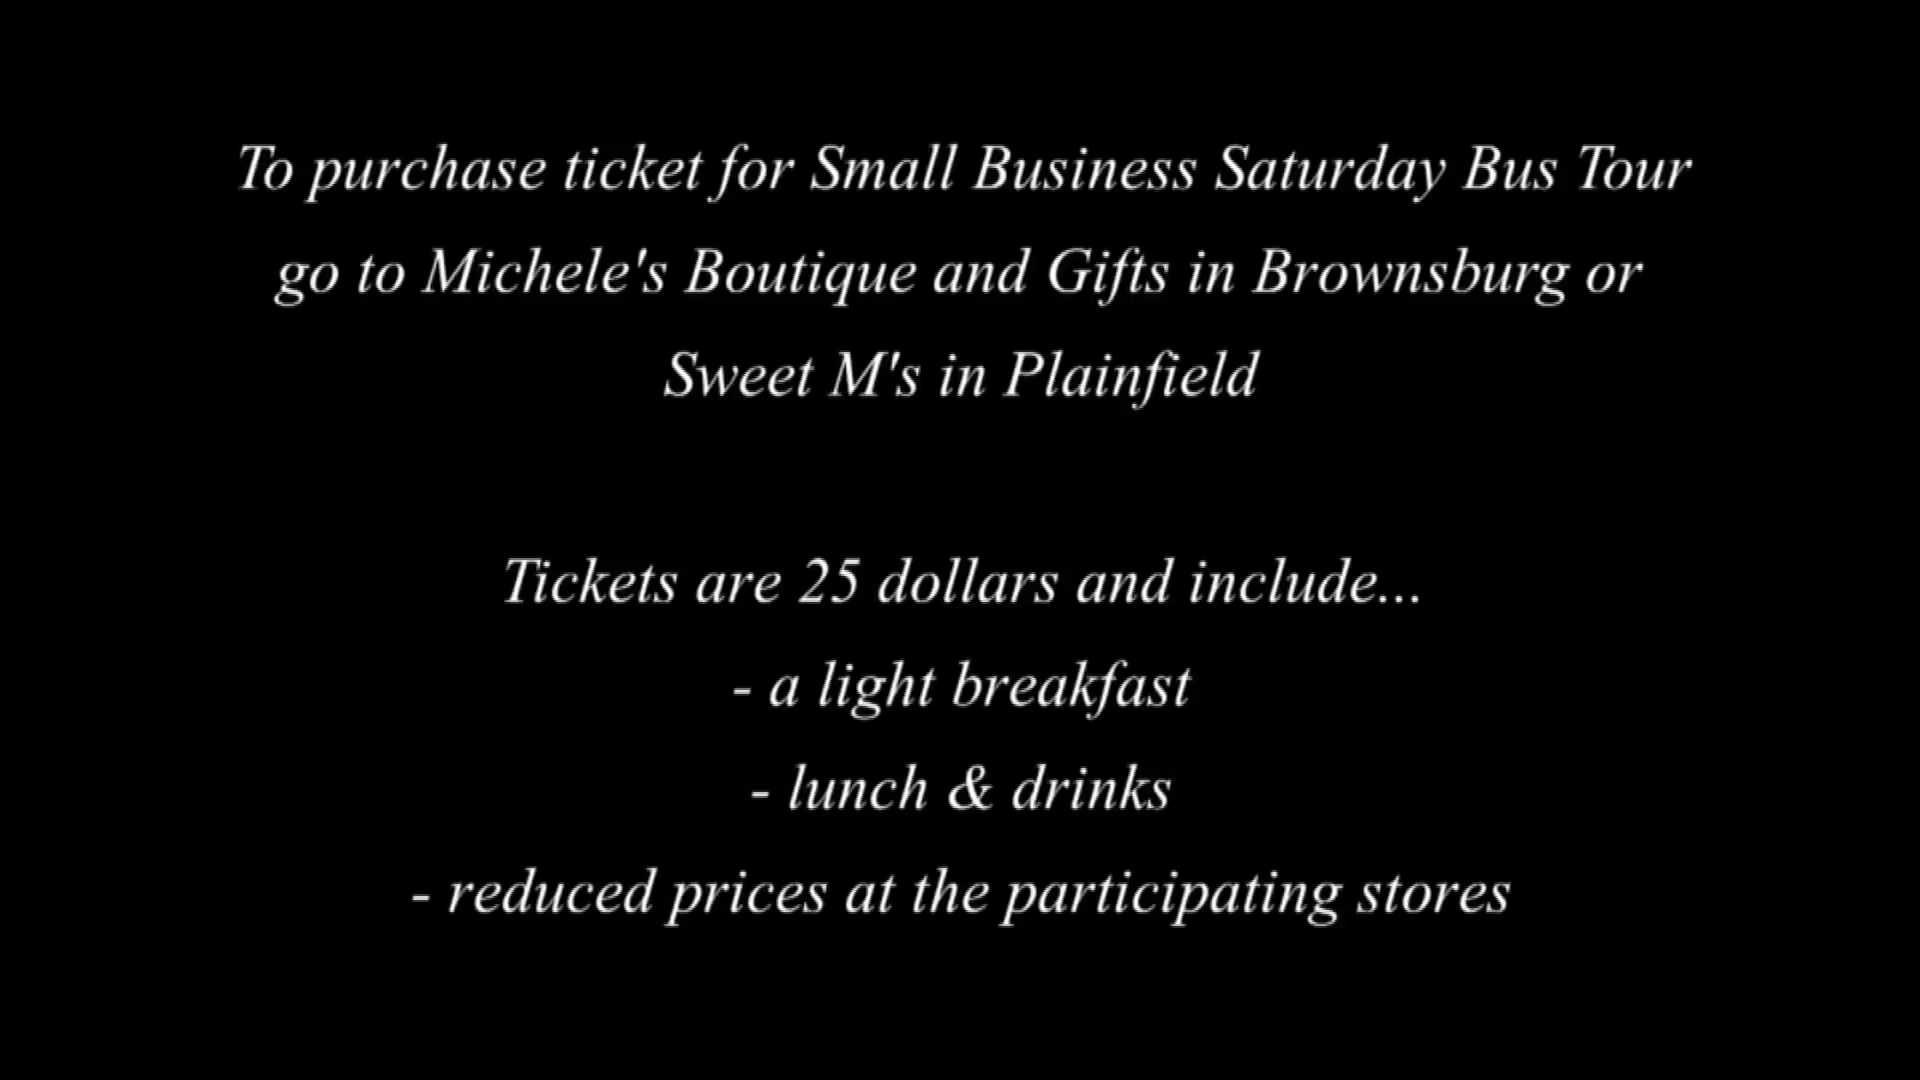 To purchase ticket for Small Business Saturday Bus Tour
go to Michele's Boutique and Gifts in Brownsburg or
Sweet M's in Plainfield
Tickets are 25 dollars and include...
- a light breakfast
- lunch & drinks
- reduced prices at the participating stores